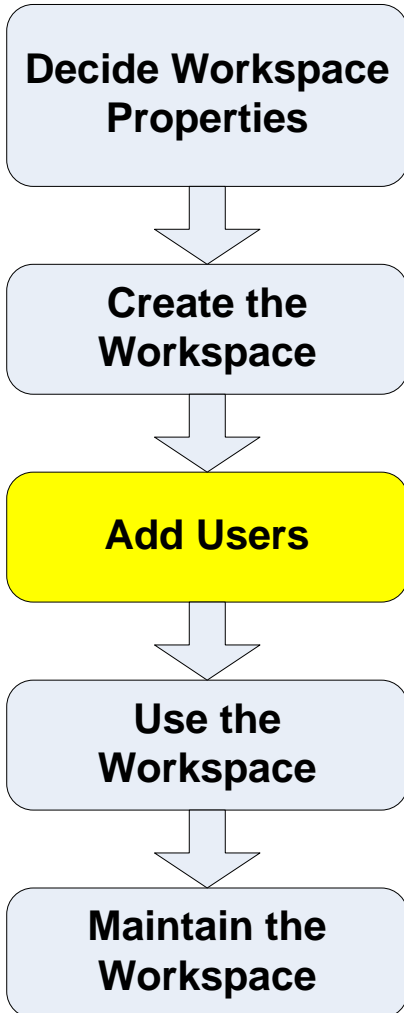 Decide Workspace
Properties
Create the
Workspace
Add Users
Use the
Workspace
Maintain the
Workspace